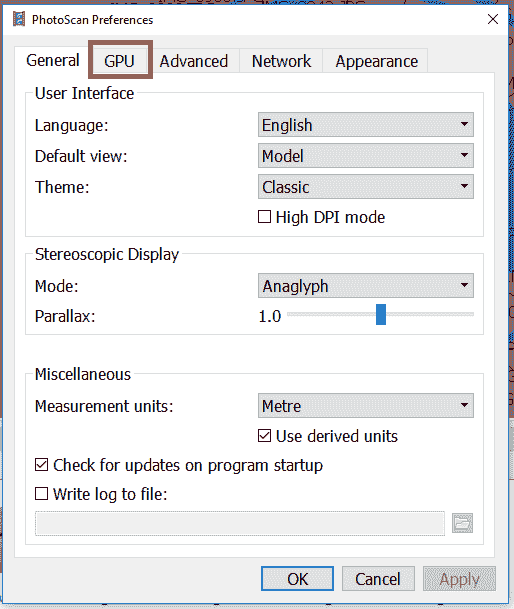 PhotoScan Preferences
General GPU Advanced Network Appearance
User Interface
Language: English
Default view: Model
Theme: Classic
High DPI mode
Stereoscopic Display
Mode: Anaglyph
Parallax: 1.0
Miscellaneous
Measurement units: Metre
Use derived units
Check for updates on program startup
Write log to file:
OK Cancel Apply